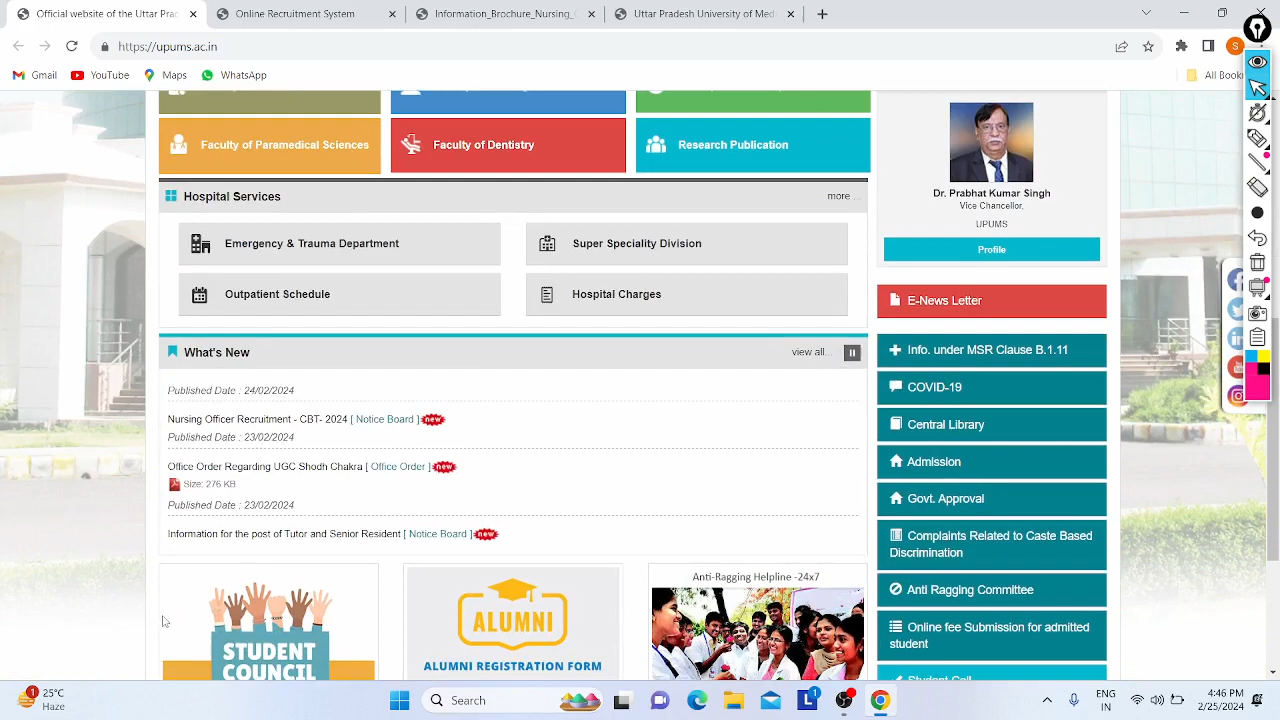 Official website of Uttar Prac
Online Recruitment System
Information_Brochure_Nursing_O
Uttar Pradesh University of Medi
https://upums.ac.in
Gmail
YouTube
Maps
WhatsApp
All Book
Faculty of Paramedical Sciences
Faculty of Dentistry
Research Publication
Dr. Prabhat Kumar Singh
Vice Chancellor,
UPUMS
Profile
Hospital Services
more ...
Emergency & Trauma Department
Super Speciality Division
Outpatient Schedule
Hospital Charges
What's New
view all...
Published Date : 24/02/2024
Nursing Officer Recruitment - CBT- 2024 [ Notice Board ] new
Published Date : 23/02/2024
Office Order Regarding UGC Shodh Chakra [ Office Order ] new
Size: 276 KB
Published Date : 23/02/2024
Information for the post of Tutor and Senior Resident [ Notice Board ] new
E-News Letter
Info. under MSR Clause B.1.11
COVID-19
Central Library
Admission
Govt. Approval
Complaints Related to Caste Based
Discrimination
Anti Ragging Committee
Online fee Submission for admitted
student
STUDENT
COUNCIL
ALUMNI
ALUMNI REGISTRATION FORM
Anti-Ragging Helpline -24x7
1
25°C
Haze
Search
L
1
ENG
IN
4:46 PM
2/25/2024